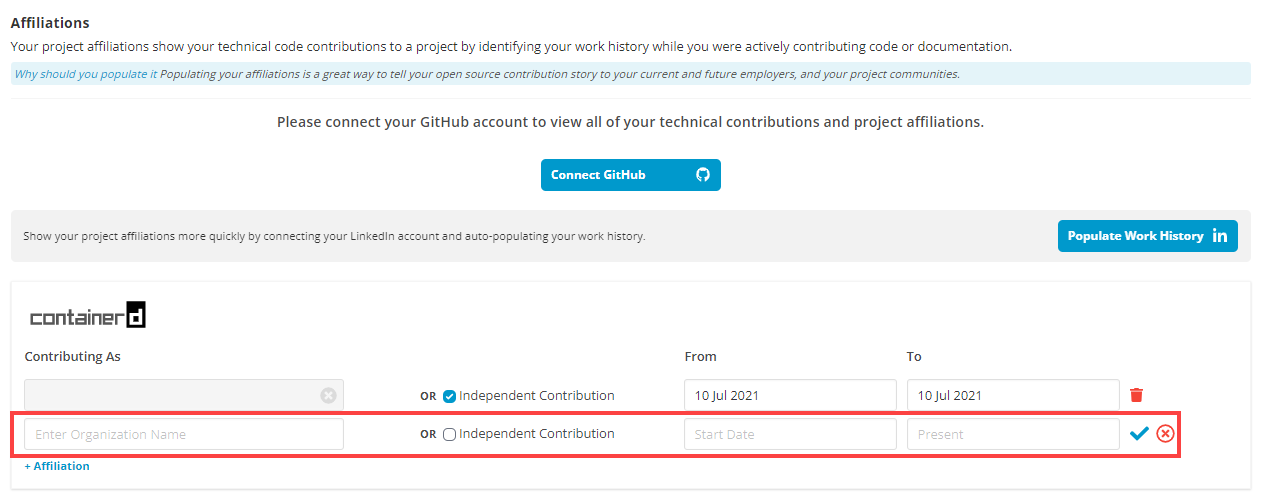 Affiliations
Your project affiliations show your technical code contributions to a project by identifying your work history while you were actively contributing code or documentation.
Why should you populate it Populating your affiliations is a great way to tell your open source contribution story to your current and future employers, and your project communities.
Please connect your GitHub account to view all of your technical contributions and project affiliations.
Connect GitHub
Show your project affiliations more quickly by connecting your LinkedIn account and auto-populating your work history.
Populate Work History in
containerd
Contributing As From To
OR Independent Contribution 10 Jul 2021 10 Jul 2021
Enter Organization Name OR Independent Contribution Start Date Present
+ Affiliation